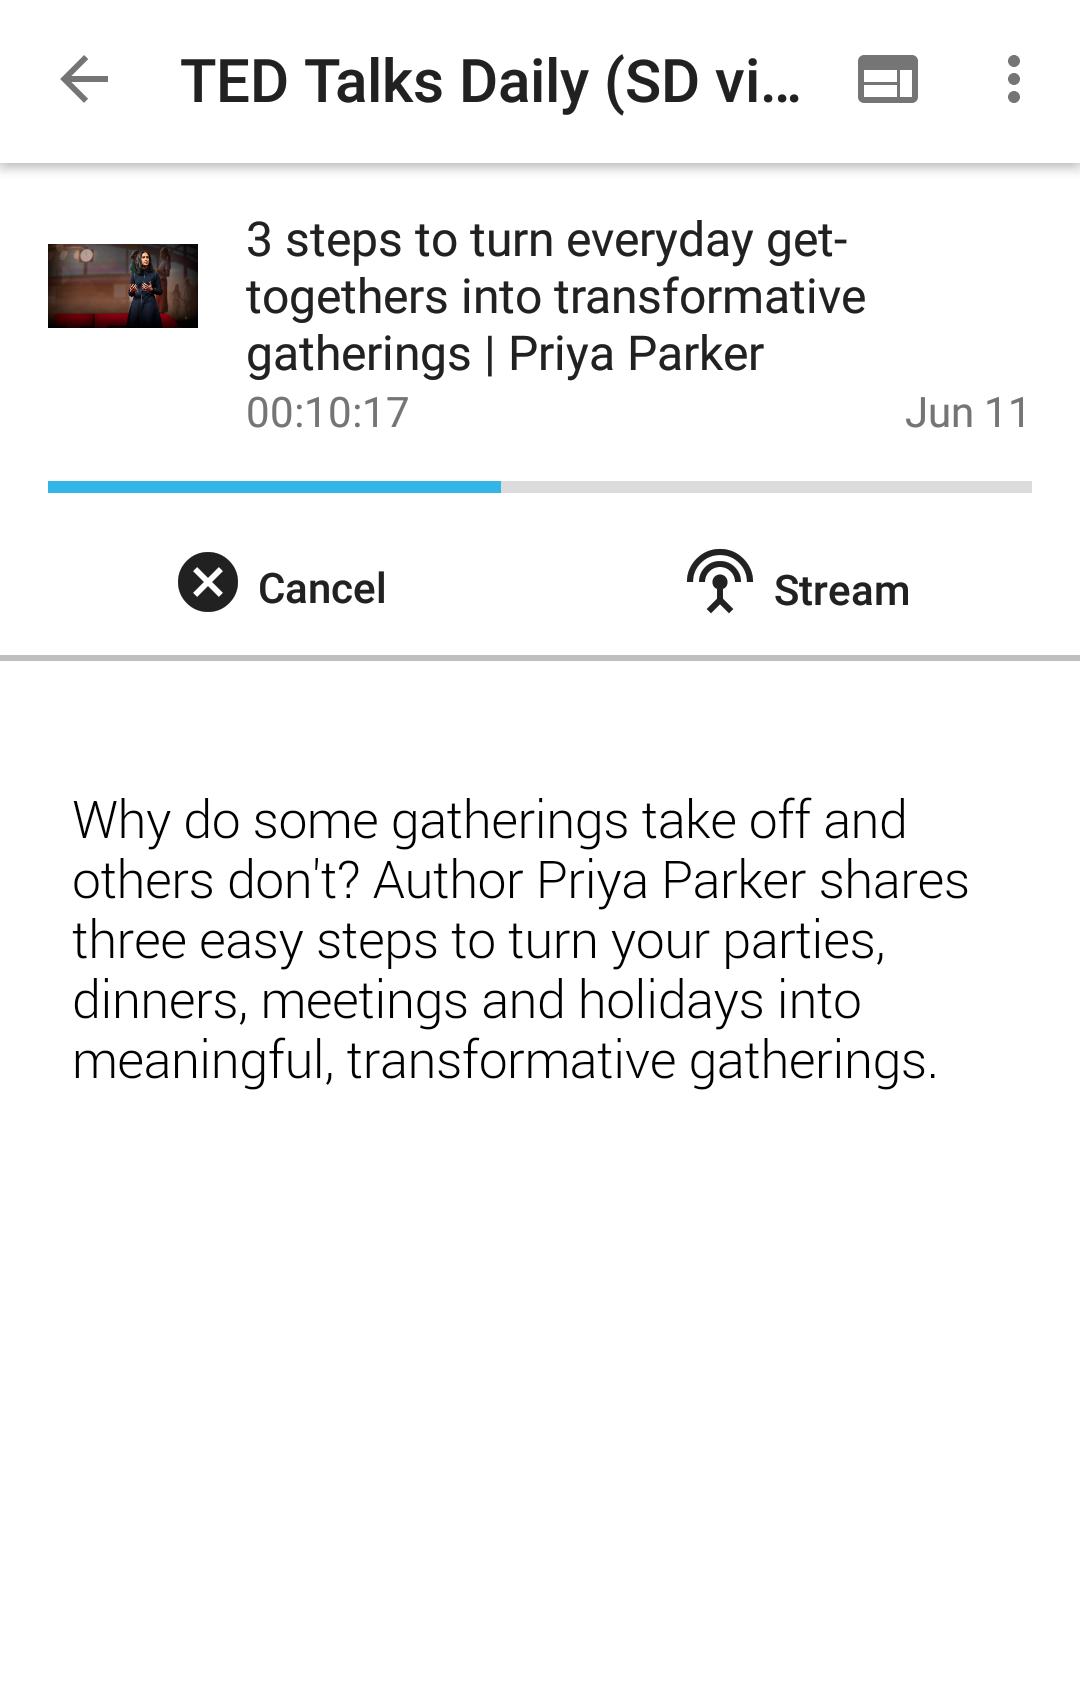 TED Talks Daily (SD vi...
3 steps to turn everyday get-
togethers into transformative
gatherings | Priya Parker
00:10:17
Jun 11
Cancel
Stream
Why do some gatherings take off and
others don't? Author Priya Parker shares
three easy steps to turn your parties,
dinners, meetings and holidays into
meaningful, transformative gatherings.